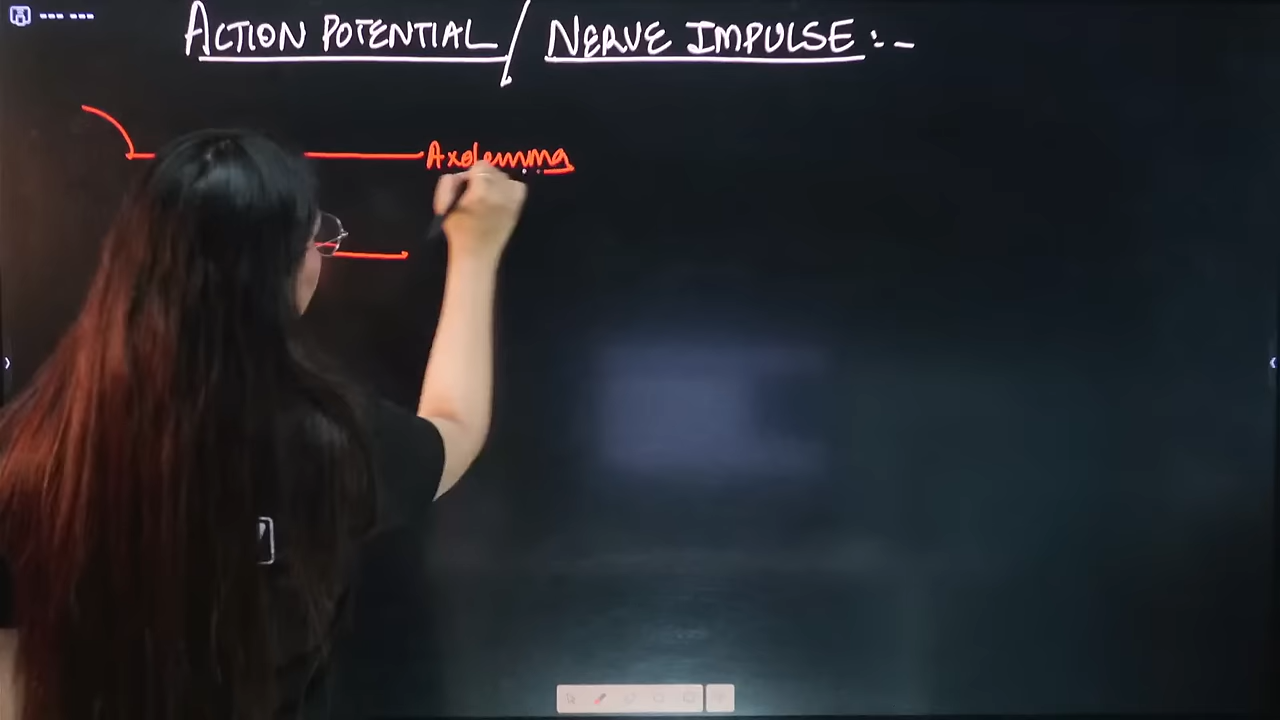 ACTION POTENTIAL / NERVE IMPULSE :-
Axolemma